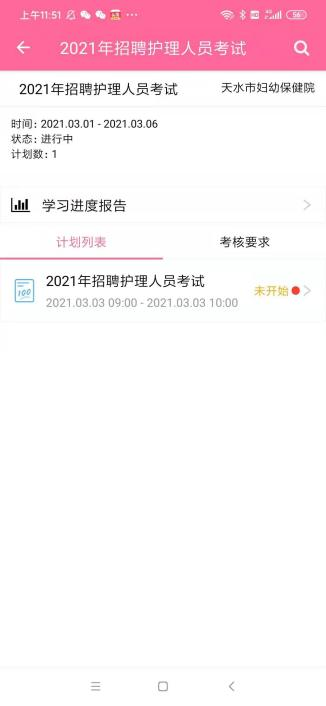 上午11:51
56
2021年招聘护理人员考试
2021年招聘护理人员考试 天水市妇幼保健院
时间: 2021.03.01 - 2021.03.06
状态: 进行中
计划数: 1
学习进度报告
计划列表 考核要求
100
2021年招聘护理人员考试
未开始
2021.03.03 09:00 - 2021.03.03 10:00